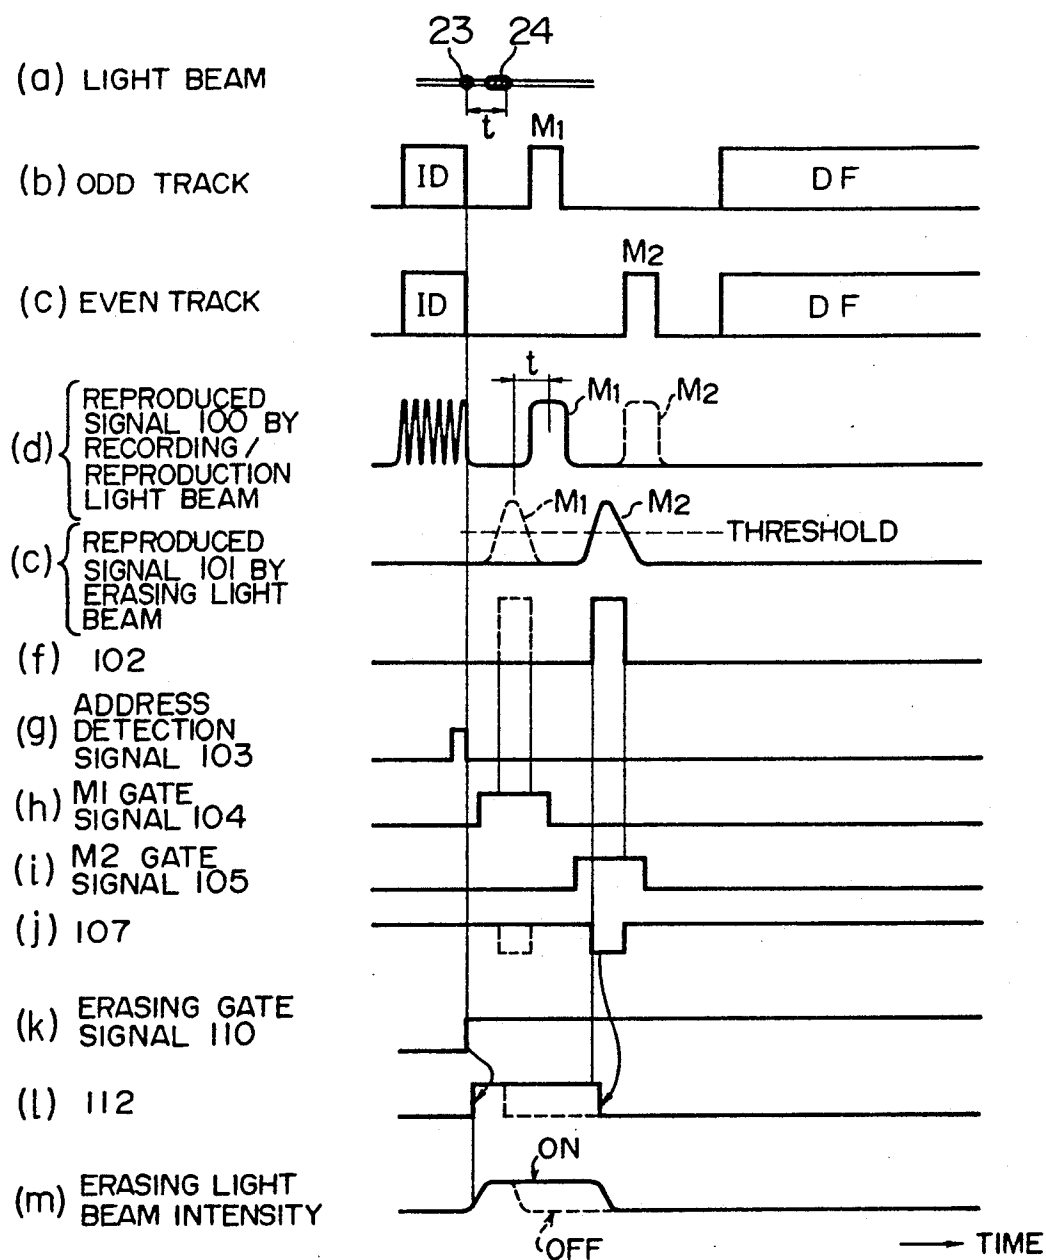 23 24
(a) LIGHT BEAM
t
M1
(b) ODD TRACK ID DF
M2
(c) EVEN TRACK ID DF
t
(d) REPRODUCED
SIGNAL 100 BY
RECORDING/
REPRODUCTION
LIGHT BEAM
M1 M2
M1 M2
THRESHOLD
(c) REPRODUCED
SIGNAL 101 BY
ERASING LIGHT
BEAM
(f) 102
(g) ADDRESS
DETECTION
SIGNAL 103
(h) M1 GATE
SIGNAL 104
(i) M2 GATE
SIGNAL 105
(j) 107
(k) ERASING GATE
SIGNAL 110
(l) 112
(m) ERASING LIGHT
BEAM INTENSITY
ON
OFF
TIME